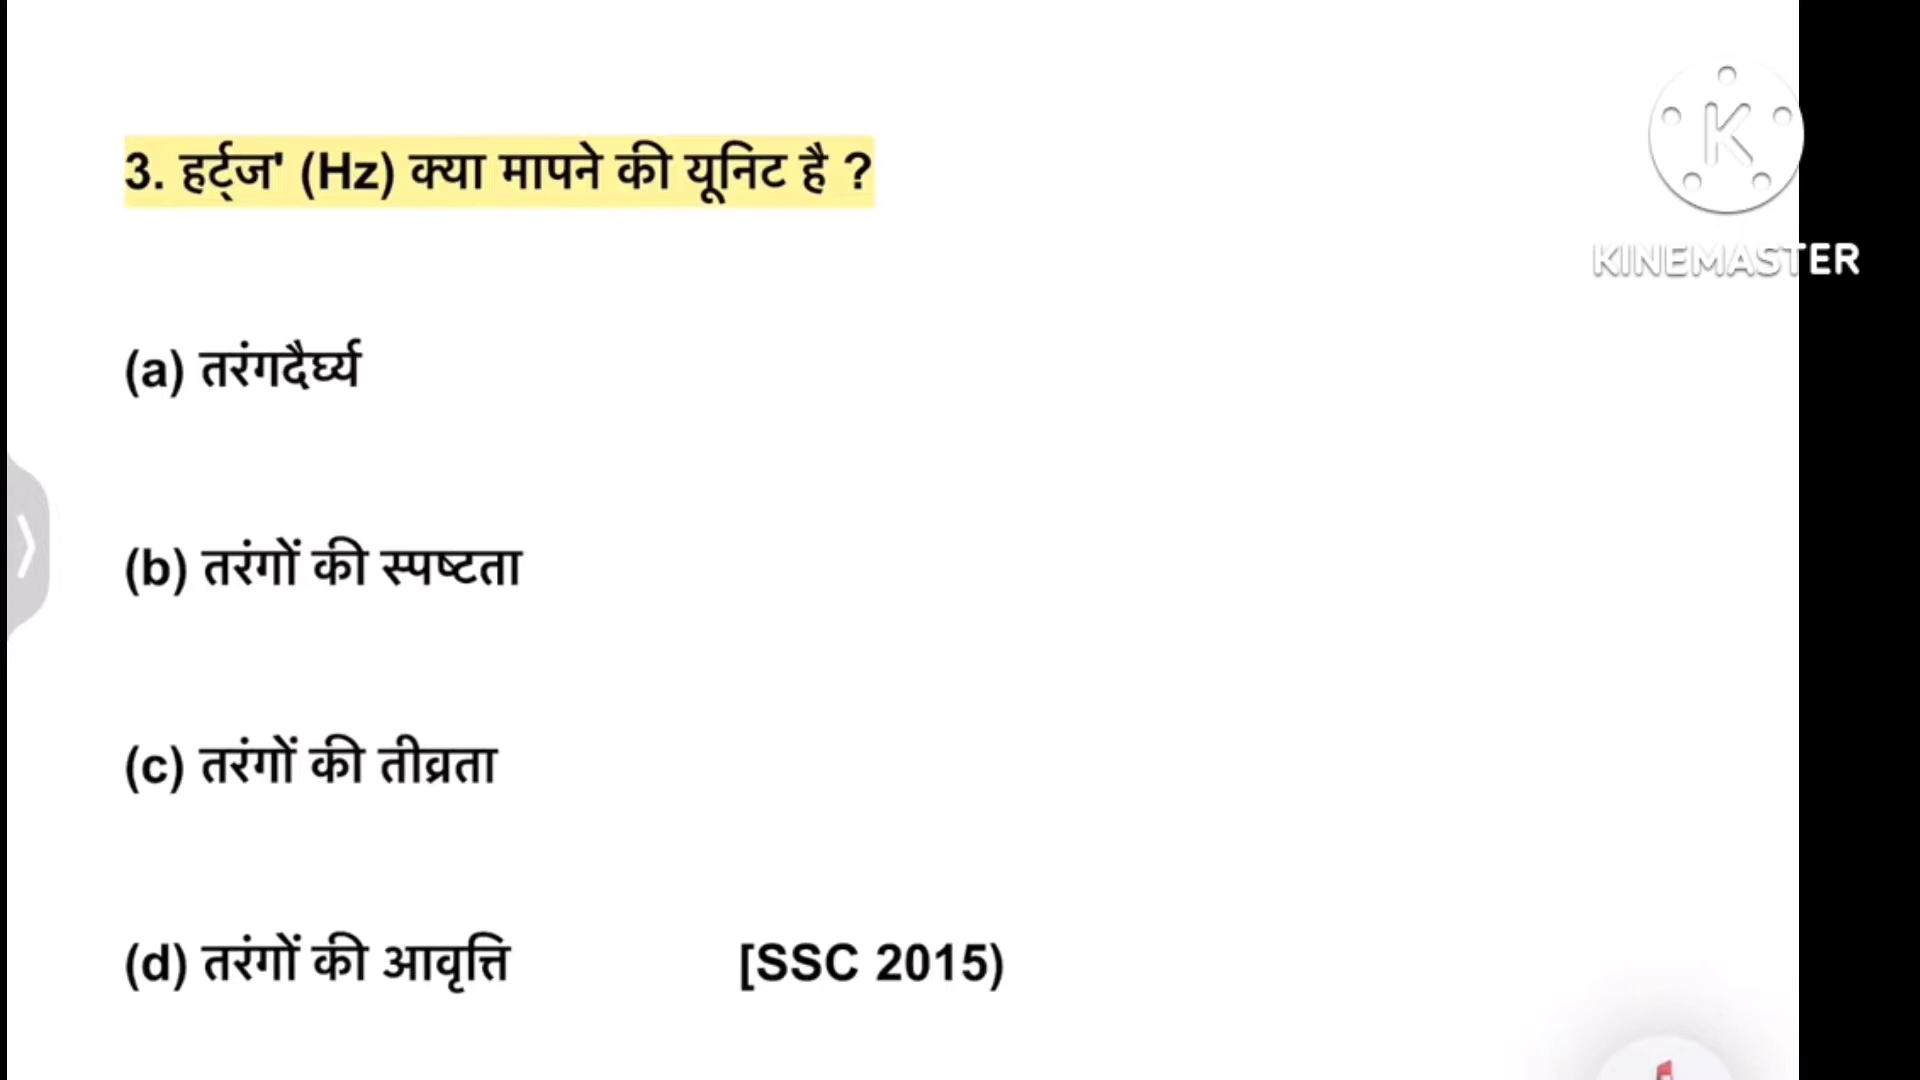 3. हर्ट्ज' (Hz) क्या मापने की यूनिट है ?
KINEMASTER
(a) तरंगदैर्घ्य
(b) तरंगों की स्पष्टता
(c) तरंगों की तीव्रता
(d) तरंगों की आवृत्ति [SSC 2015)